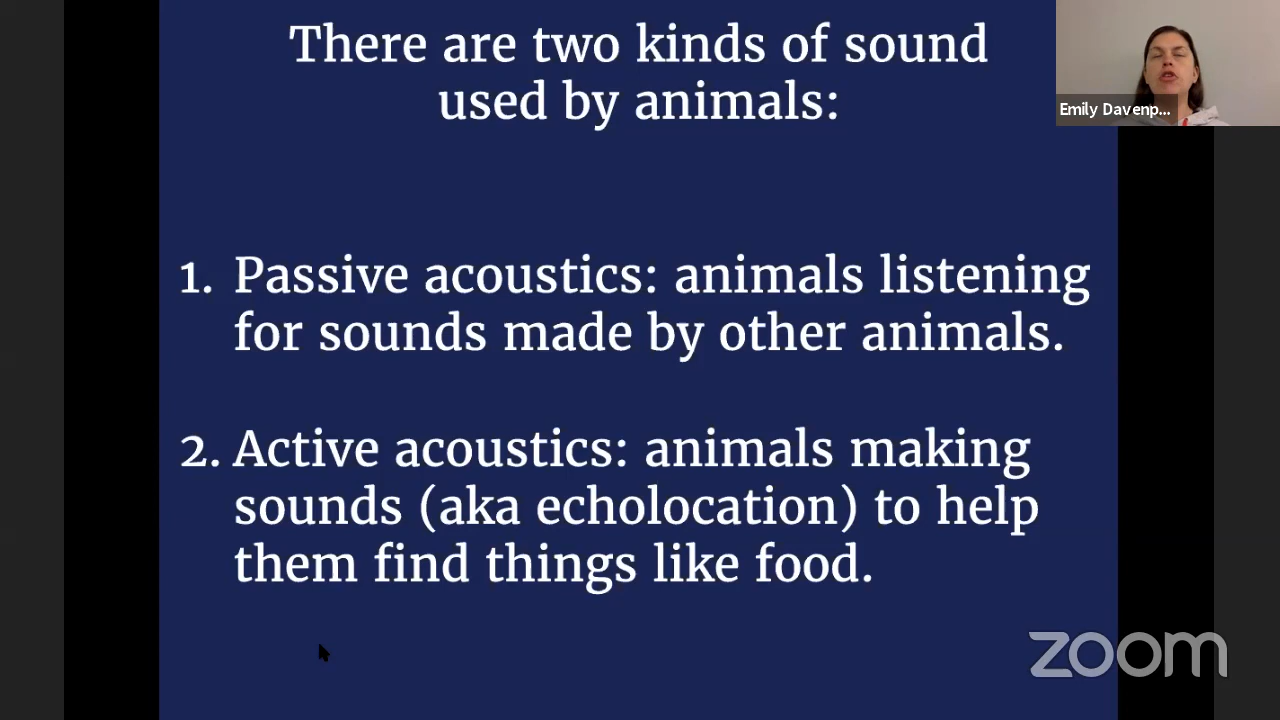 There are two kinds of sound
used by animals:
Emily Davenp...
1. Passive acoustics: animals listening
for sounds made by other animals.
2. Active acoustics: animals making
sounds (aka echolocation) to help
them find things like food.
zoom